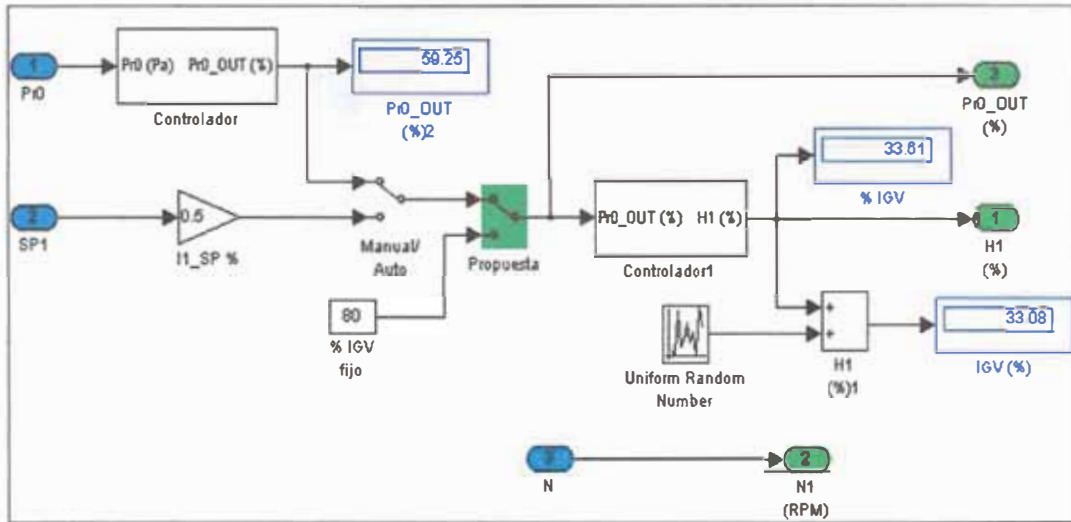 1
Pr0
Pr0 (Pa) Pr0_OUT (%)
Controlador
59.25
Pr0_OUT
(%)2
3
Pr0_OUT
(%)
33.61
% IGV
2
SP1
0.5
I1_SP %
Manual/
Auto
Propuesta
Pr0_OUT (%) H1 (%)
Controlador1
1
H1
(%)
80
% IGV
fijo
Uniform Random
Number
+
+
H1
(%)1
33.08
IGV (%)
3
N
2
N1
(RPM)